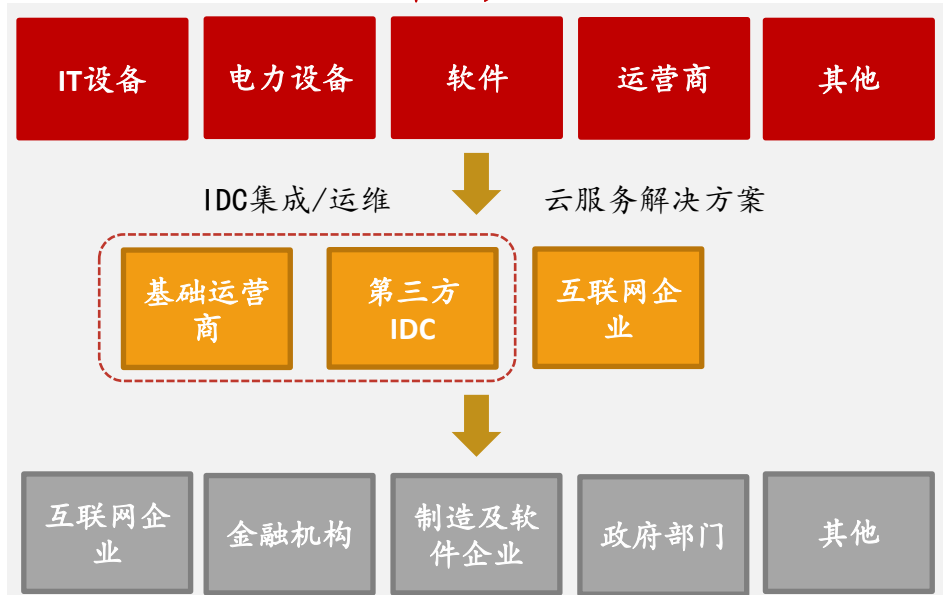 IT设备
电力设备
软件
运营商
其他
IDC集成/运维
云服务解决方案
基础运营
商
第三方
IDC
互联网企
业
互联网企
业
金融机构
制造及软
件企业
政府部门
其他